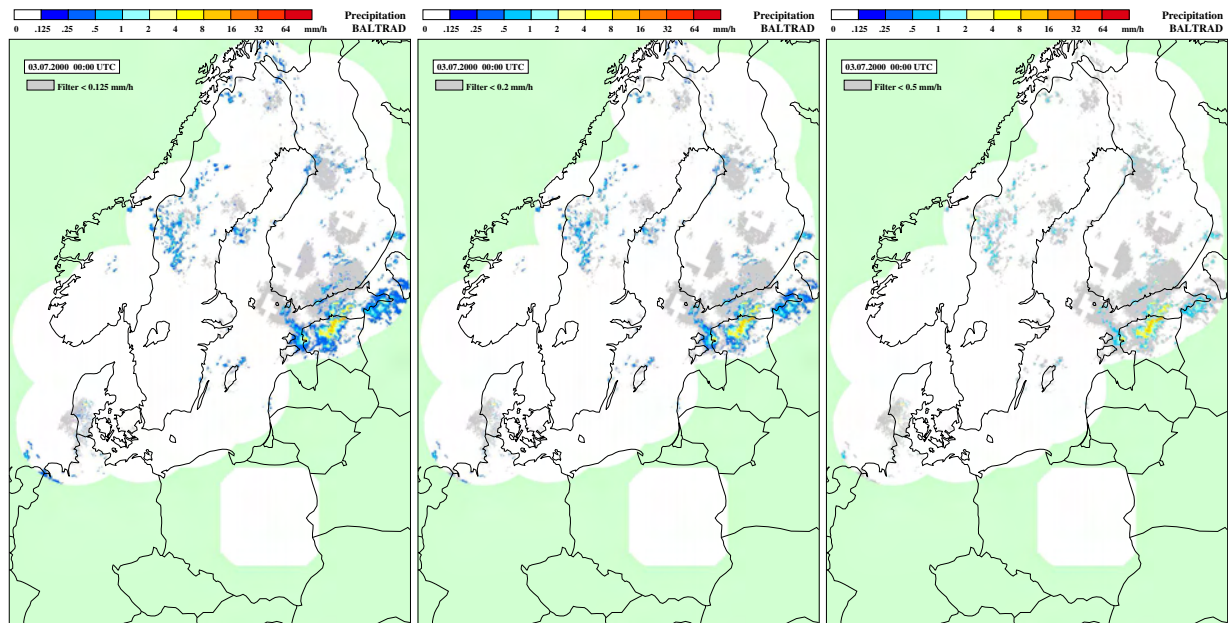 Precipitation
0 .125 .25 .5 1 2 4 8 16 32 64 mm/h BALTRAD
03.07.2000 00:00 UTC
Filter < 0.125 mm/h
Precipitation
0 .125 .25 .5 1 2 4 8 16 32 64 mm/h BALTRAD
03.07.2000 00:00 UTC
Filter < 0.2 mm/h
Precipitation
0 .125 .25 .5 1 2 4 8 16 32 64 mm/h BALTRAD
03.07.2000 00:00 UTC
Filter < 0.5 mm/h